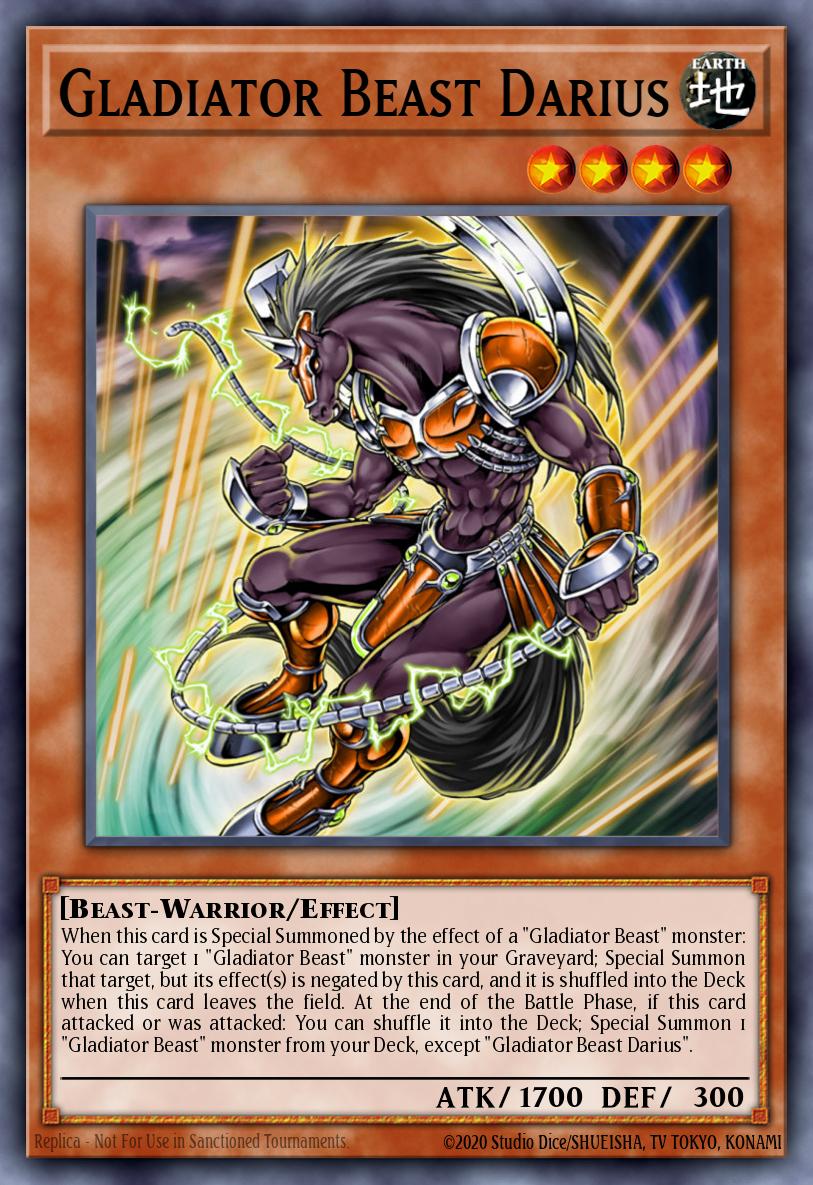 Gladiator Beast Darius
EARTH
地
[Beast-Warrior/Effect]
When this card is Special Summoned by the effect of a "Gladiator Beast" monster:
You can target 1 "Gladiator Beast" monster in your Graveyard; Special Summon
that target, but its effect(s) is negated by this card, and it is shuffled into the Deck
when this card leaves the field. At the end of the Battle Phase, if this card
attacked or was attacked: You can shuffle it into the Deck; Special Summon 1
"Gladiator Beast" monster from your Deck, except "Gladiator Beast Darius".
ATK/ 1700 DEF/ 300
Replica - Not For Use in Sanctioned Tournaments.
©2020 Studio Dice/SHUEISHA, TV TOKYO, KONAMI